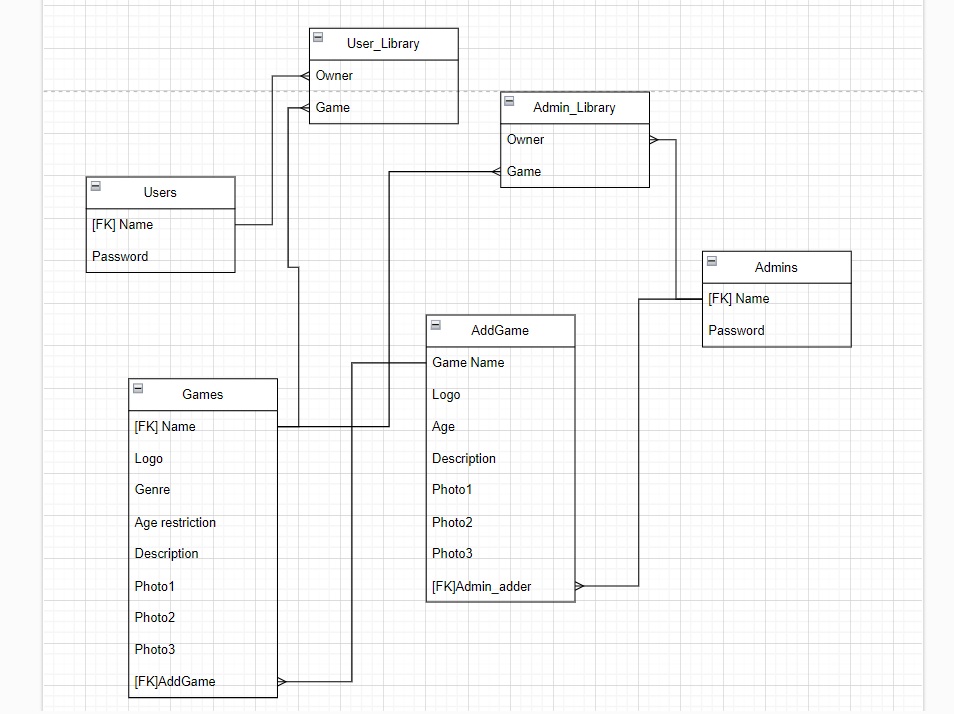 User_Library
Owner
Game
Admin_Library
Owner
Game
Users
[FK] Name
Password
Admins
[FK] Name
Password
AddGame
Game Name
Logo
Age
Description
Photo1
Photo2
Photo3
[FK]Admin_adder
Games
[FK] Name
Logo
Genre
Age restriction
Description
Photo1
Photo2
Photo3
[FK]AddGame